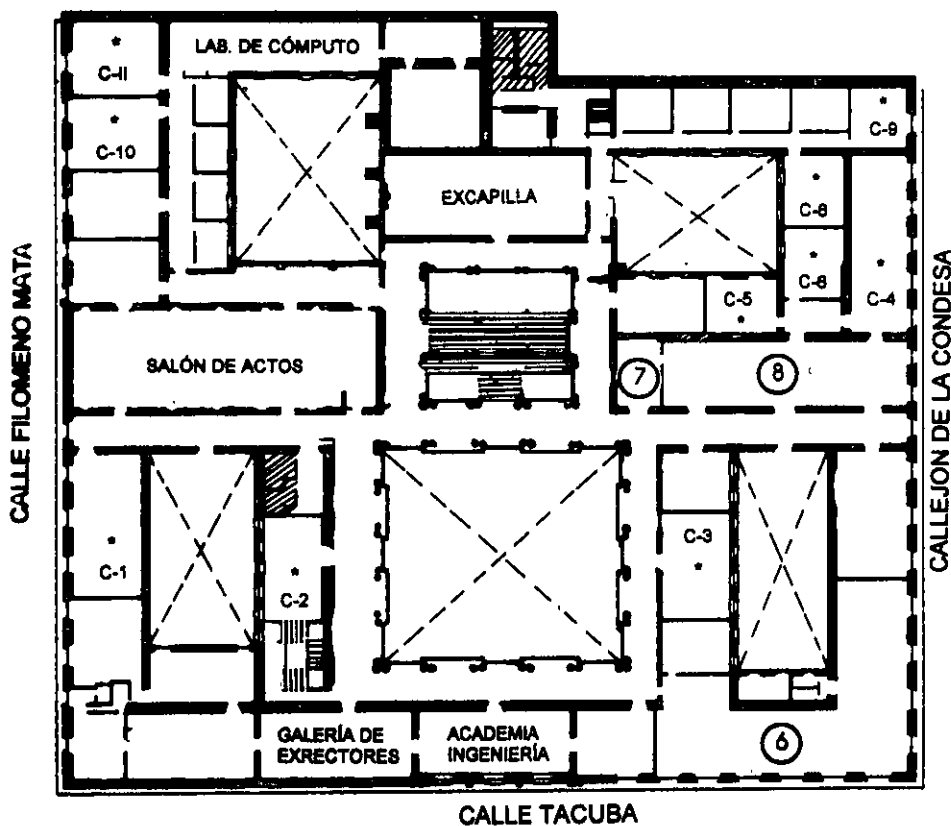 LAB. DE CÓMPUTO
*
C-II
*
C-10
*
C-9
EXCAPILLA
*
C-8
*
C-6
*
C-4
C-5
*
SALÓN DE ACTOS
7
8
CALLE FILOMENO MATA
CALLEJON DE LA CONDESA
*
C-1
*
C-2
C-3
*
GALERÍA DE
EXRECTORES
ACADEMIA
INGENIERÍA
6
CALLE TACUBA